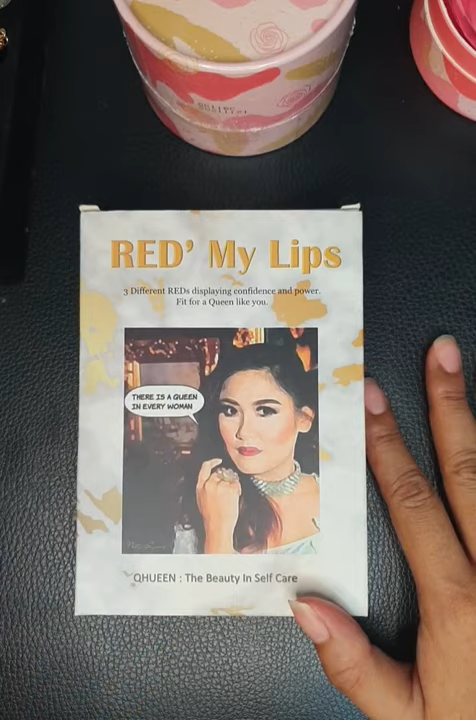 RED’ My Lips
3 Different REDs displaying confidence and power.
Fit for a Queen like you.
THERE IS A QUEEN
IN EVERY WOMAN
QHUEEN : The Beauty In Self Care